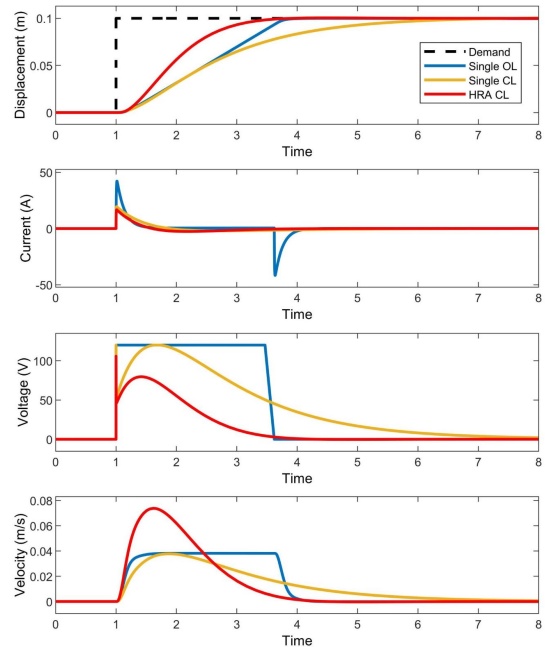 Displacement (m)
0.1
0.05
0
Demand
Single OL
Single CL
HRA CL
0 1 2 3 4 5 6 7 8
Time
Current (A)
50
0
-50
0 1 2 3 4 5 6 7 8
Time
Voltage (V)
100
50
0
0 1 2 3 4 5 6 7 8
Time
Velocity (m/s)
0.08
0.06
0.04
0.02
0
0 1 2 3 4 5 6 7 8
Time